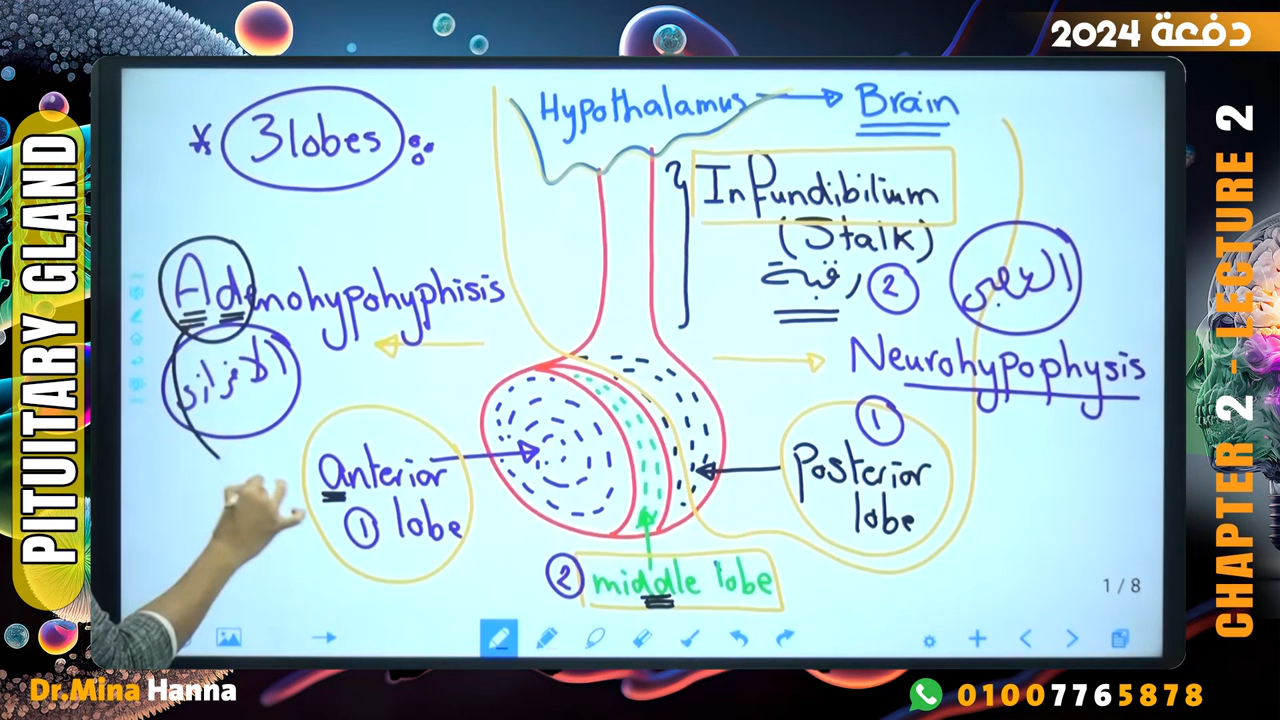 دفعة 2024
PITUITARY GLAND
CHAPTER 2 - LECTURE 2
* 3 lobes
Hypothalamus → Brain
Infundibilium
(Stalk)
رقبة
②
العصبى
Adenohypohyphisis
الافرازى
Neurohypophysis
anterior
① lobe
①
Posterior
lobe
② middle lobe
1 / 8
Dr.Mina Hanna
01007765878